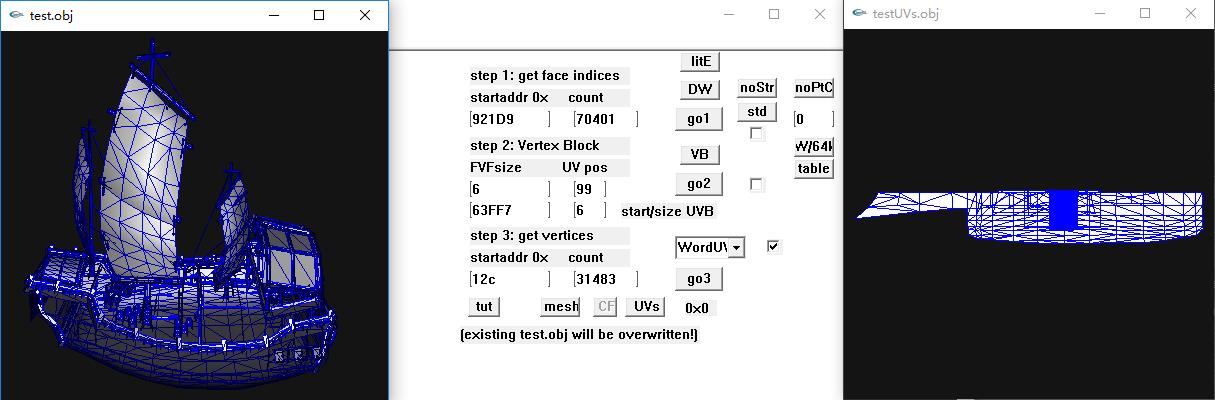 test.obj
testUVs.obj
litE
step 1: get face indices
DW
noStr
noPtC
startaddr 0x count
std
921D9
70401
go1
0
step 2: Vertex Block
VB
FVFsize UV pos
table
6
99
go2
63FF7
6
start/size UVB
step 3: get vertices
startaddr 0x count
12c
31483
go3
tut
mesh
CF
UVs
0x0
(existing test.obj will be overwritten!)